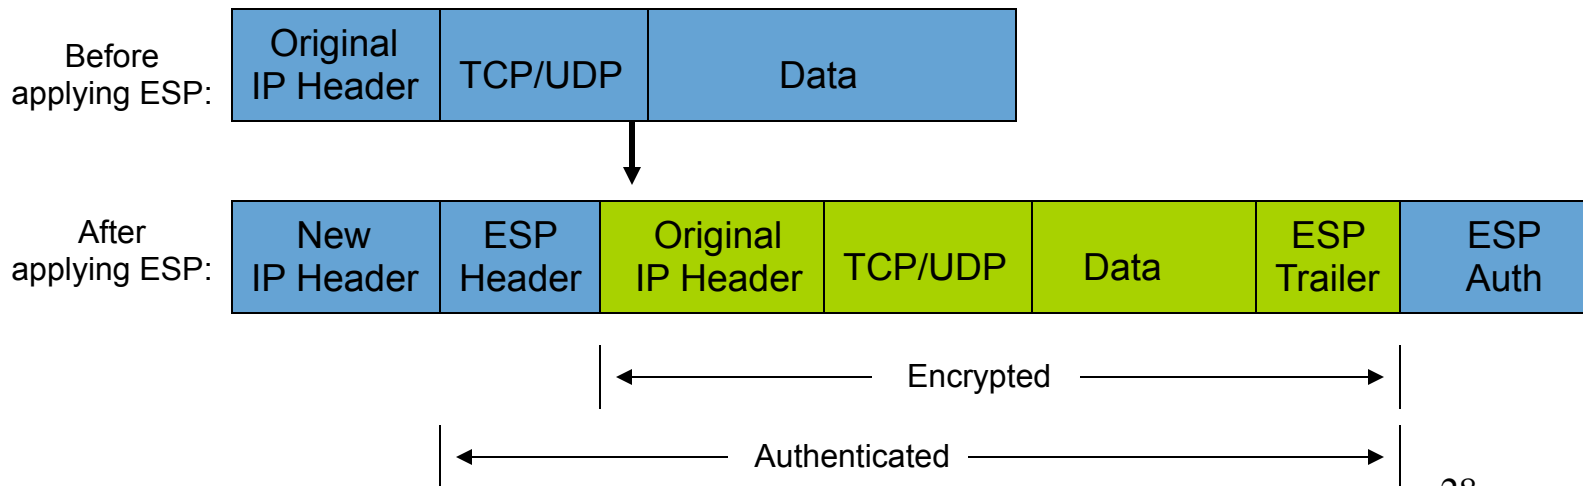 Before
applying ESP:
Original
IP Header
TCP/UDP
Data
After
applying ESP:
New
IP Header
ESP
Header
Original
IP Header
TCP/UDP
Data
ESP
Trailer
ESP
Auth
Encrypted
Authenticated